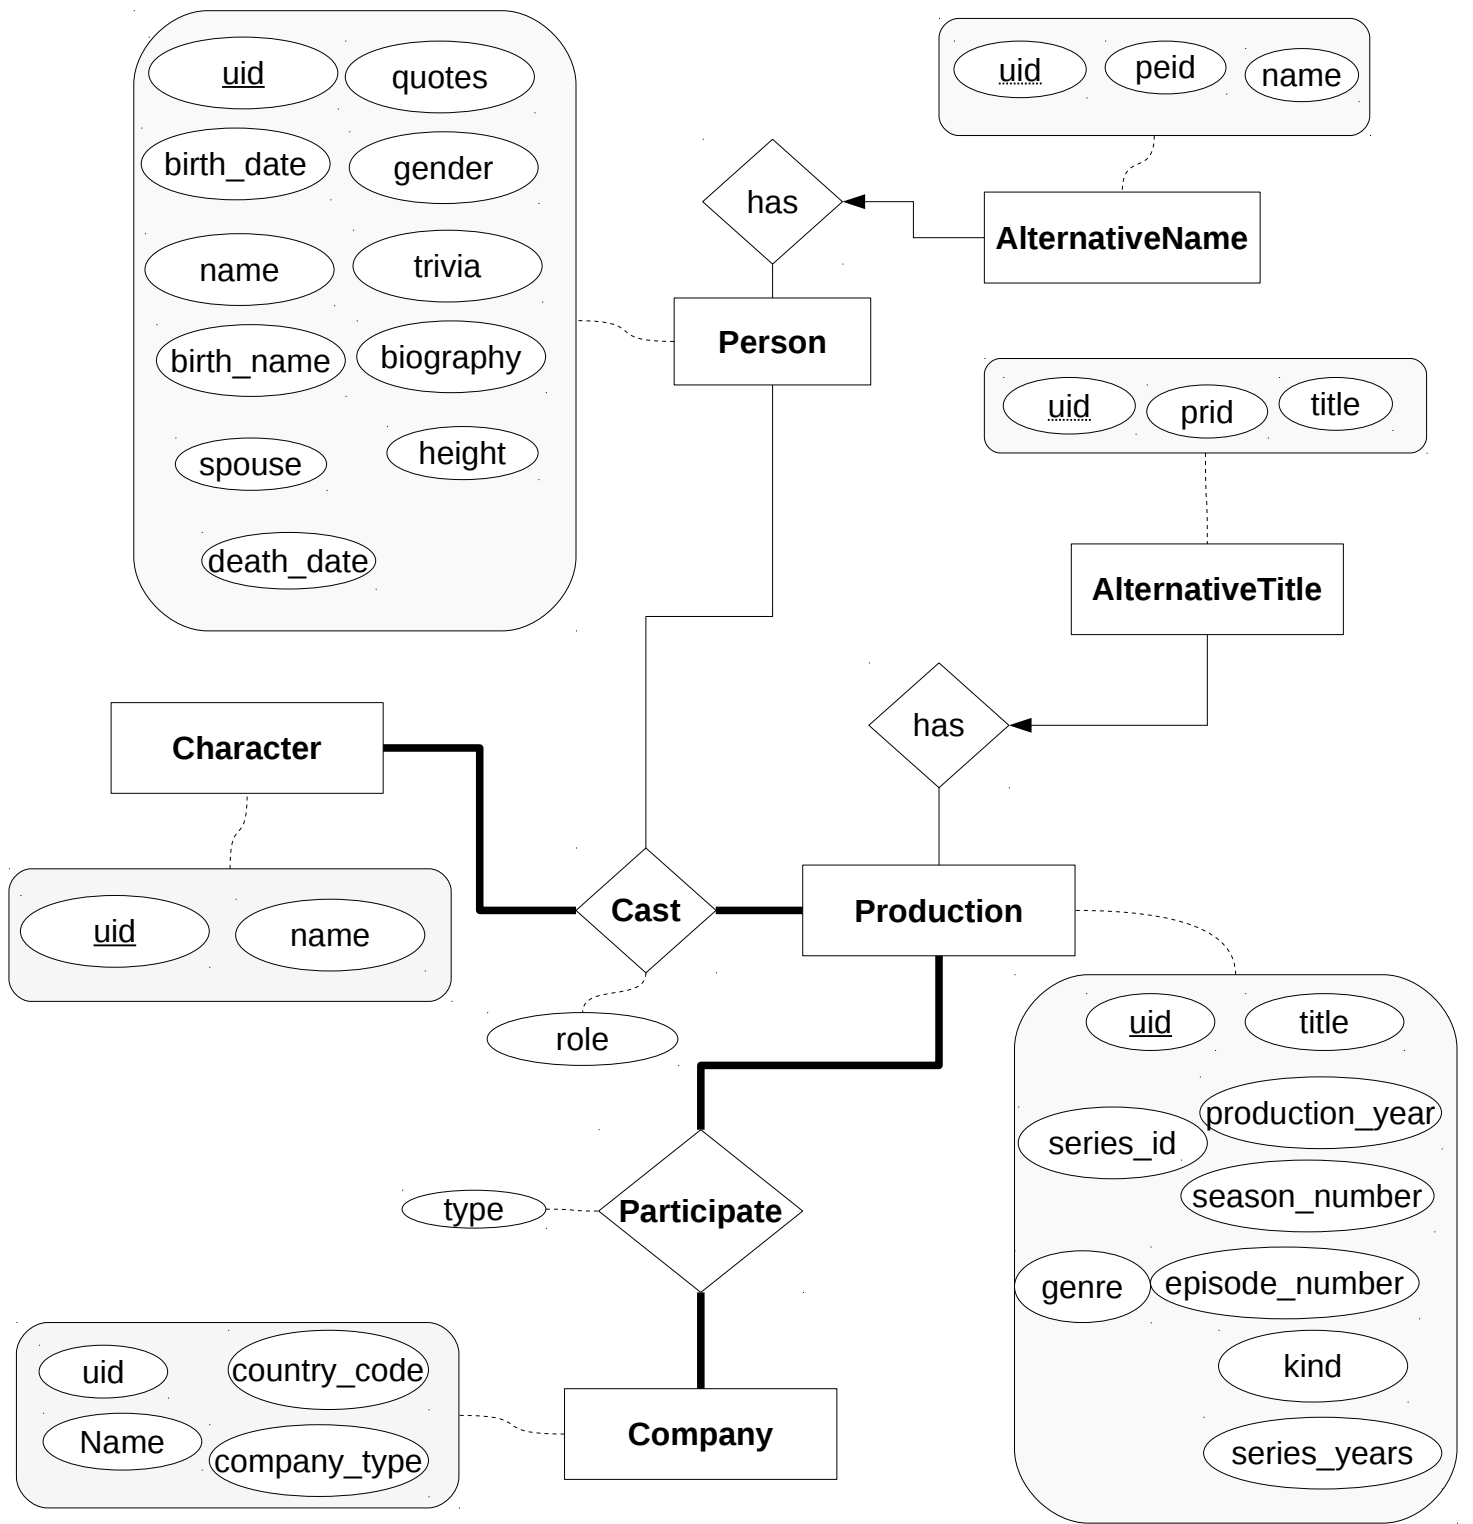 uid
quotes
birth_date
gender
name
trivia
birth_name
biography
spouse
height
death_date
uid
peid
name
has
AlternativeName
Person
uid
prid
title
AlternativeTitle
has
Character
Cast
Production
uid
name
role
uid
title
production_year
series_id
season_number
genre
episode_number
kind
series_years
type
Participate
uid
country_code
Name
company_type
Company